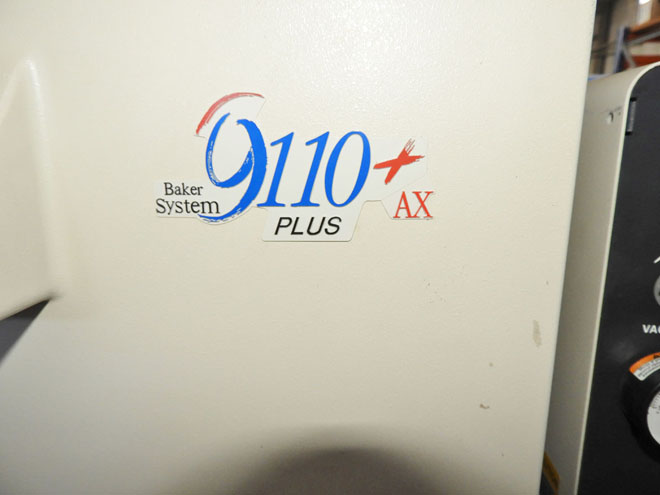 Baker
System
9110+
PLUS
AX